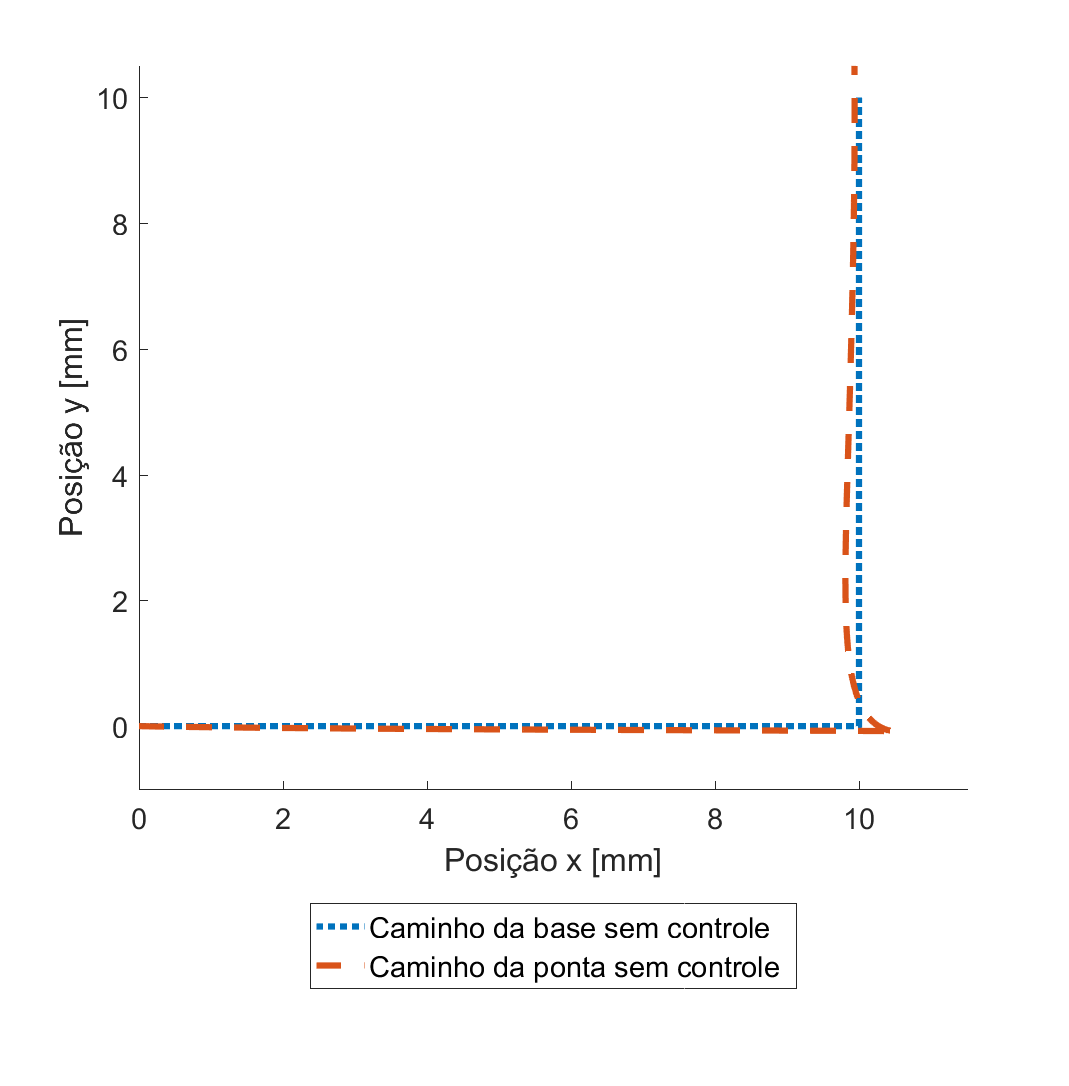 10
8
6
4
2
0
Posição y [mm]
0 2 4 6 8 10
Posição x [mm]
Caminho da base sem controle
Caminho da ponta sem controle